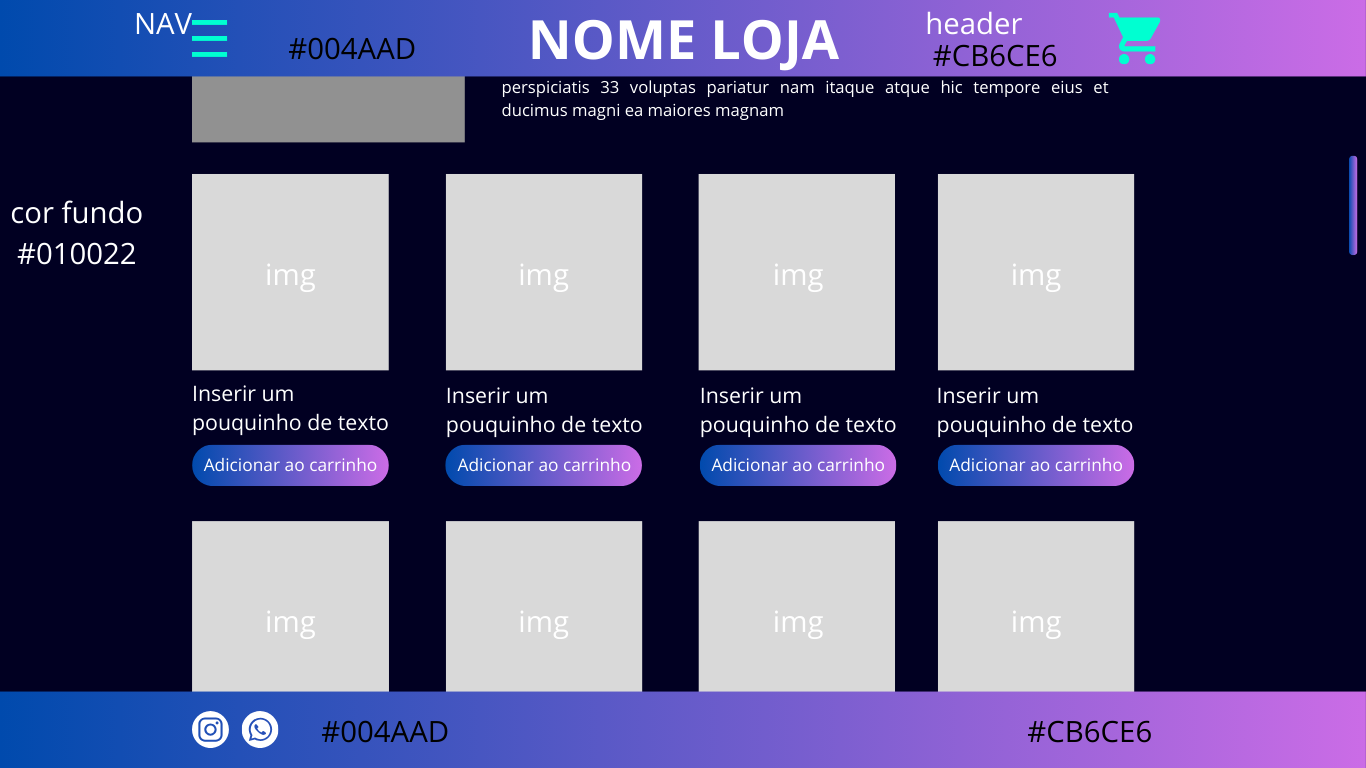 NAV
#004AAD
NOME LOJA
header
#CB6CE6
perspiciatis 33 voluptas pariatur nam itaque atque hic tempore eius et
ducimus magni ea maiores magnam
cor fundo
#010022
img
img
img
img
Inserir um
pouquinho de texto
Inserir um
pouquinho de texto
Inserir um
pouquinho de texto
Inserir um
pouquinho de texto
Adicionar ao carrinho
Adicionar ao carrinho
Adicionar ao carrinho
Adicionar ao carrinho
img
img
img
img
#004AAD
#CB6CE6